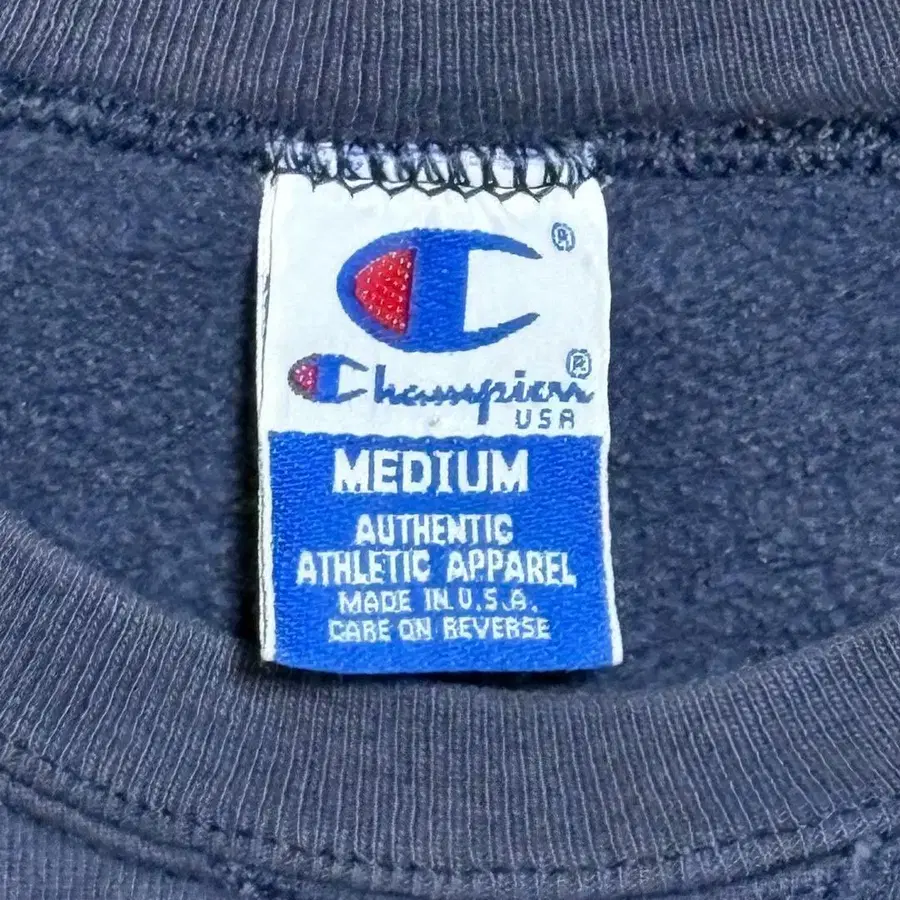 ®
Champion®
USA
MEDIUM
AUTHENTIC
ATHLETIC APPAREL
MADE IN U.S.A.
CARE ON REVERSE